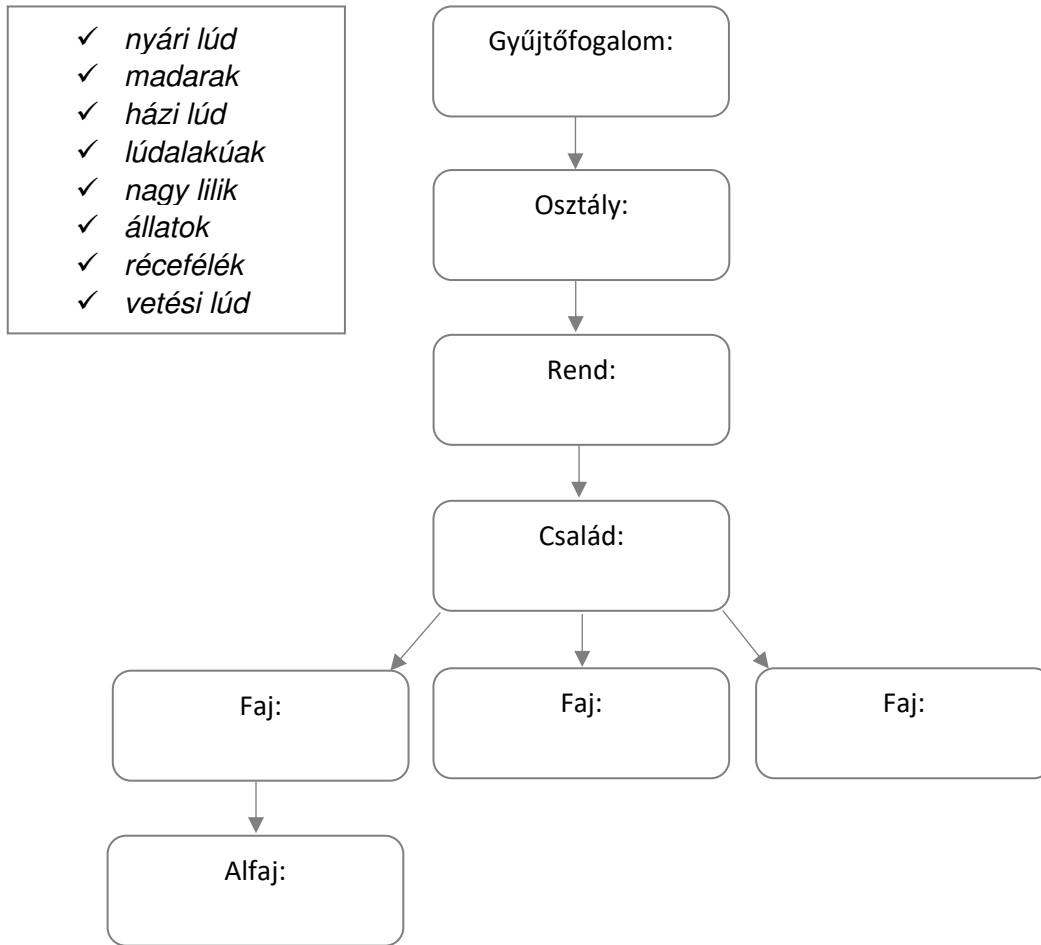 ✓ nyári lúd
✓ madarak
✓ házi lúd
✓ lúdalakúak
✓ nagy lilik
✓ állatok
✓ récefélék
✓ vetési lúd
Gyűjtőfogalom:
Osztály:
Rend:
Család:
Faj:
Faj:
Faj:
Alfaj: